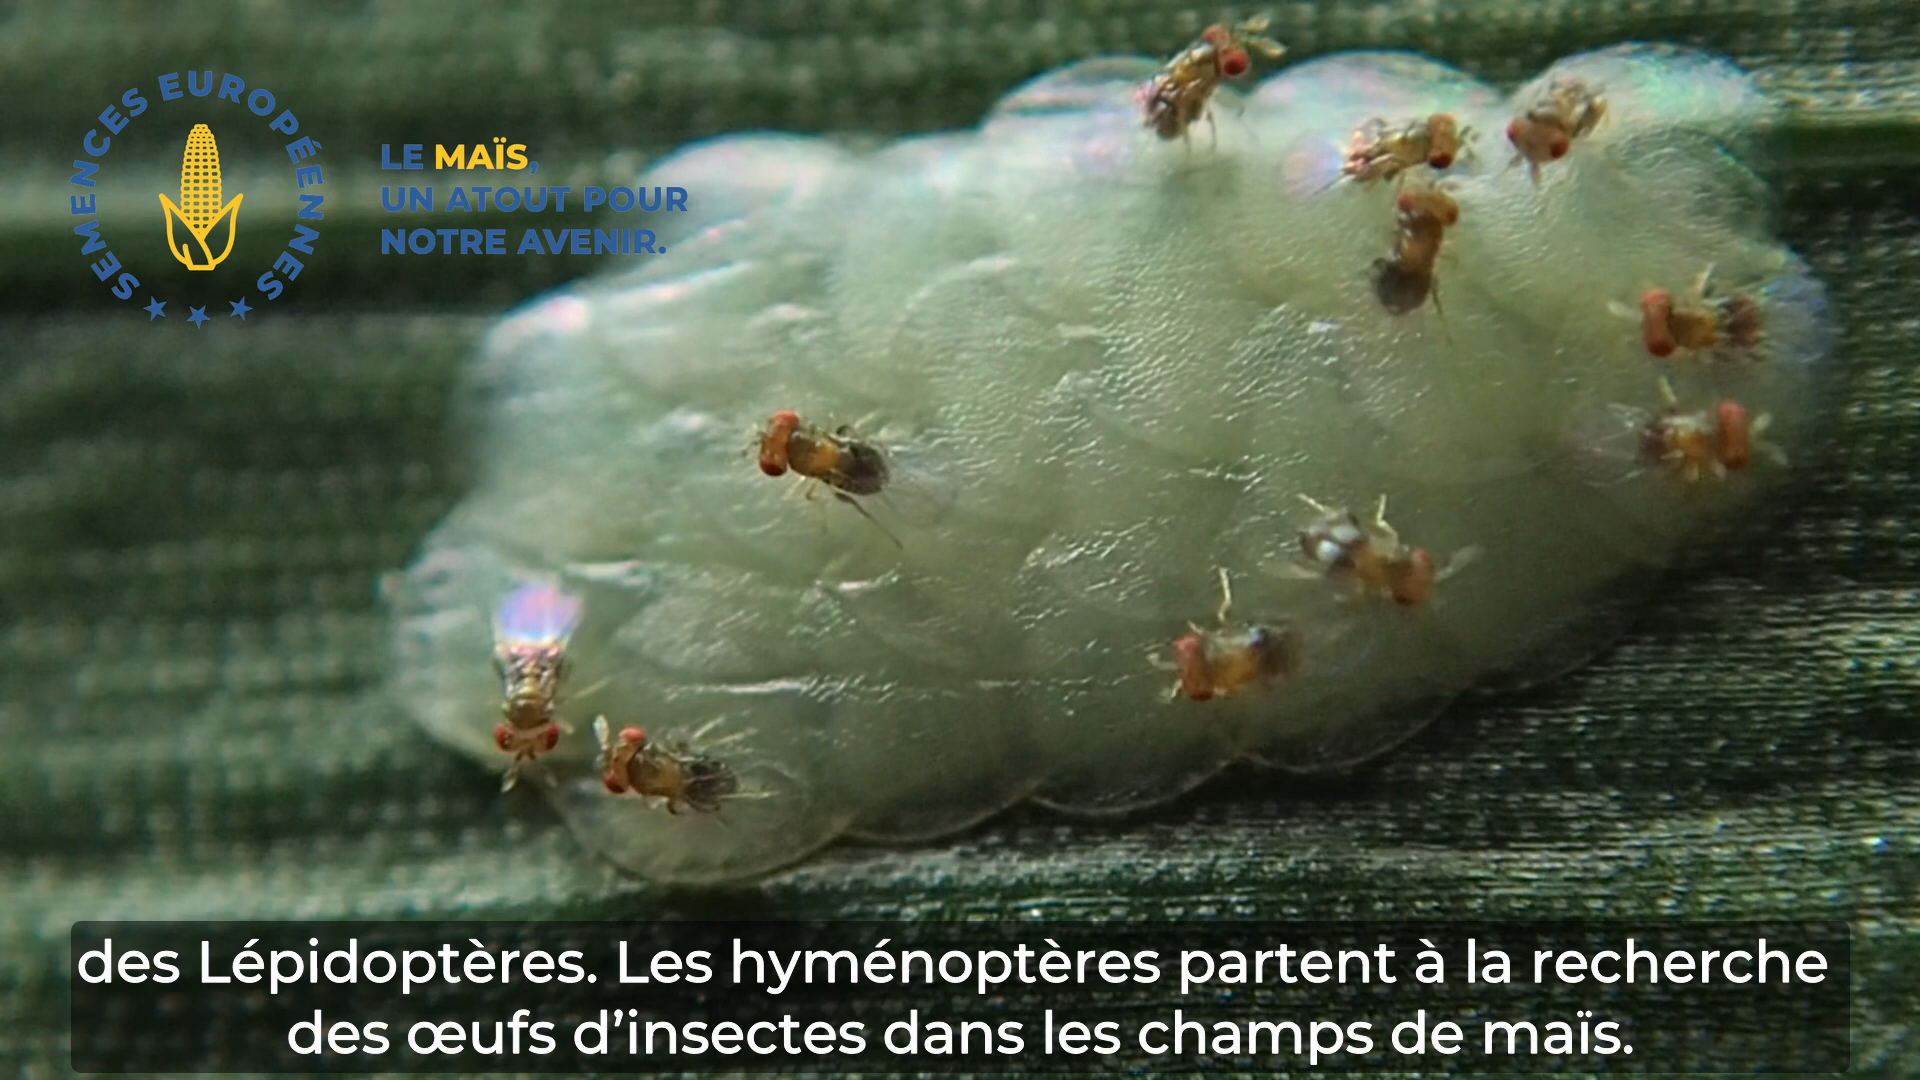 SEMENCES EUROPÉENNES
LE MAÏS,
UN ATOUT POUR
NOTRE AVENIR.
des Lépidoptères. Les hyménoptères partent à la recherche
des œufs d’insectes dans les champs de maïs.